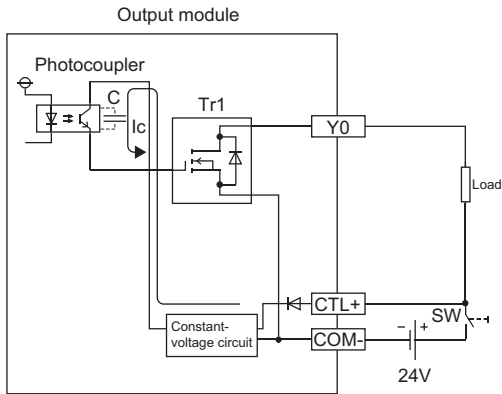 Output module
Photocoupler
C
Ic
Tr1
Y0
Load
CTL+
SW
Constant-
voltage circuit
COM-
− +
24V